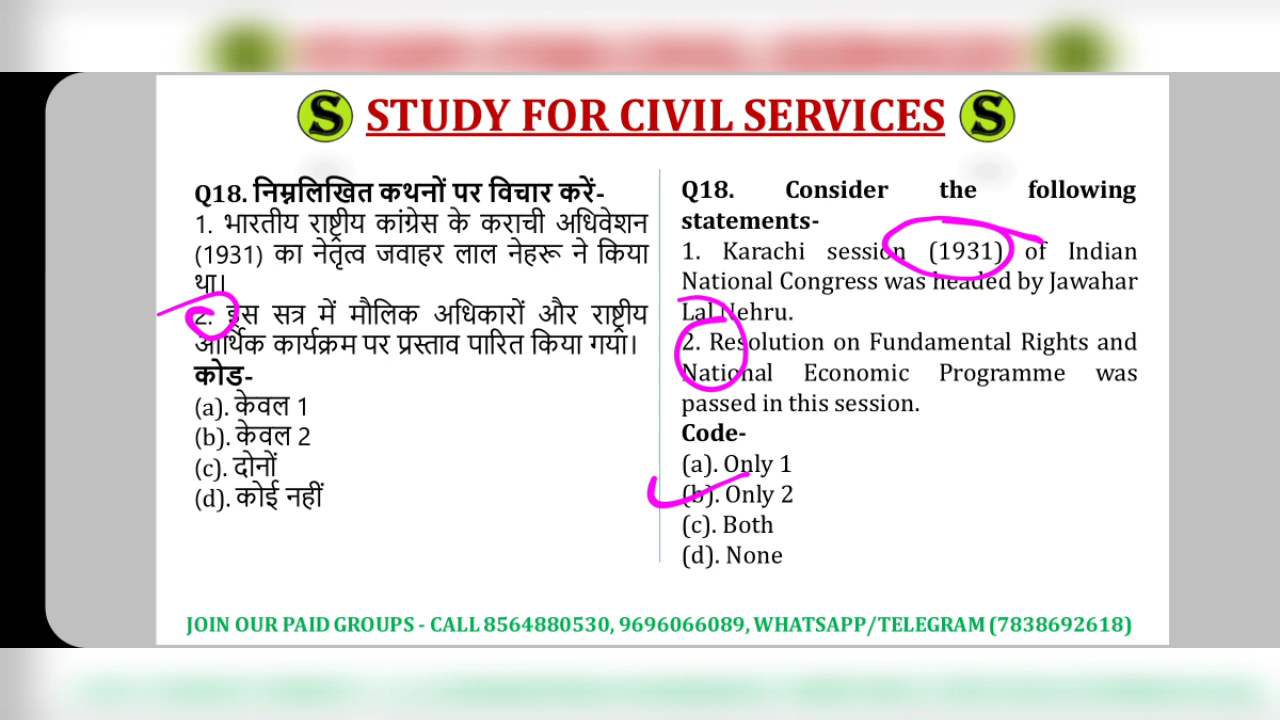 S STUDY FOR CIVIL SERVICES S
Q18. निम्नलिखित कथनों पर विचार करें-
1. भारतीय राष्ट्रीय कांग्रेस के कराची अधिवेशन
(1931) का नेतृत्व जवाहर लाल नेहरू ने किया
था।
2. इस सत्र में मौलिक अधिकारों और राष्ट्रीय
आर्थिक कार्यक्रम पर प्रस्ताव पारित किया गया।
कोड-
(a). केवल 1
(b). केवल 2
(c). दोनों
(d). कोई नहीं
Q18. Consider the following
statements-
1. Karachi session (1931) of Indian
National Congress was headed by Jawahar
Lal Nehru.
2. Resolution on Fundamental Rights and
National Economic Programme was
passed in this session.
Code-
(a). Only 1
(b). Only 2
(c). Both
(d). None
JOIN OUR PAID GROUPS - CALL 8564880530, 9696066089, WHATSAPP/TELEGRAM (7838692618)